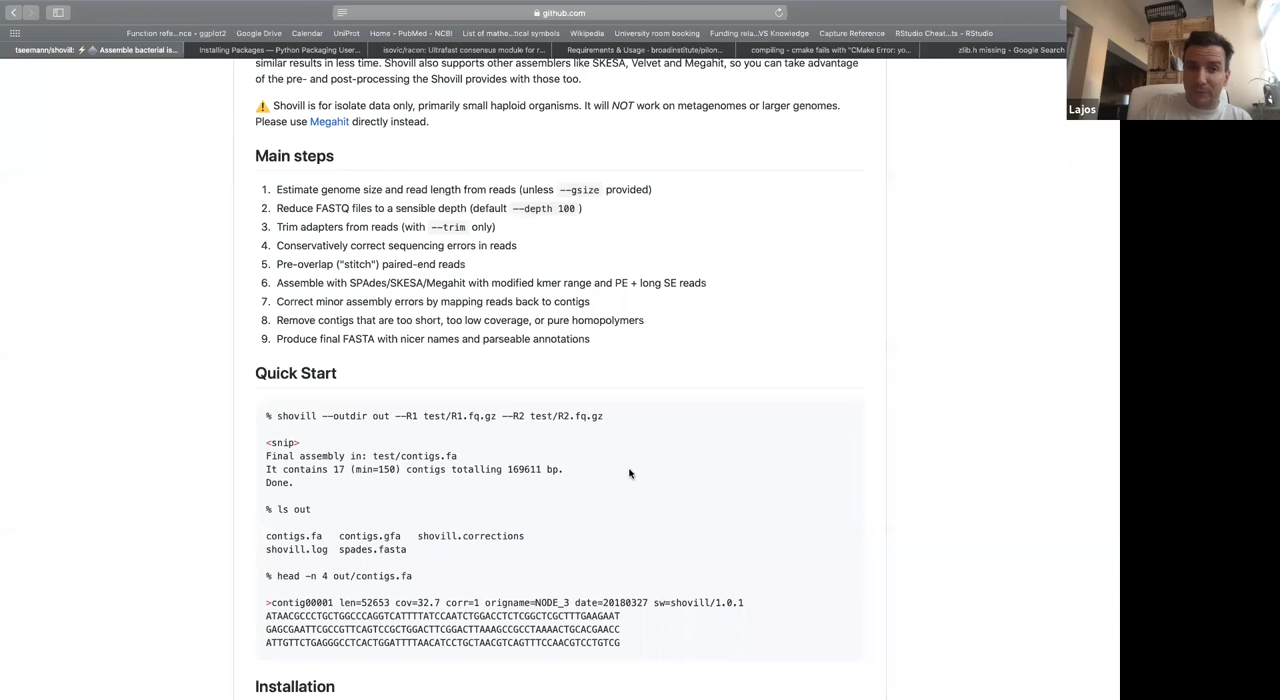 github.com
Function refe...nce – ggplot2 Google Drive Calendar Wikipedia List of mathe...tical symbols Home - PubMed – NCBI UniProt University room booking Funding rela...VS Knowledge Capture Reference RStudio Cheat...ts - RStudio
tseemann/shovill: ⚡ ♠ Assemble bacterial is... Installing Packages — Python Packaging User... isovic/racon: Ultrafast consensus module for r... Requirements & Usage · broadinstitute/pilon... compiling - cmake fails with "CMake Error: yo... zlib.h missing - Google Search
similar results in less time. Shovill also supports other assemblers like SKESA, Velvet and Megahit, so you can take advantage
of the pre- and post-processing the Shovill provides with those too.
⚠️ Shovill is for isolate data only, primarily small haploid organisms. It will NOT work on metagenomes or larger genomes.
Please use Megahit directly instead.
Main steps
1. Estimate genome size and read length from reads (unless --gsize provided)
2. Reduce FASTQ files to a sensible depth (default --depth 100 )
3. Trim adapters from reads (with --trim only)
4. Conservatively correct sequencing errors in reads
5. Pre-overlap ("stitch") paired-end reads
6. Assemble with SPAdes/SKESA/Megahit with modified kmer range and PE + long SE reads
7. Correct minor assembly errors by mapping reads back to contigs
8. Remove contigs that are too short, too low coverage, or pure homopolymers
9. Produce final FASTA with nicer names and parseable annotations
Quick Start
% shovill --outdir out --R1 test/R1.fq.gz --R2 test/R2.fq.gz
<snip>
Final assembly in: test/contigs.fa
It contains 17 (min=150) contigs totalling 169611 bp.
Done.
% ls out
contigs.fa contigs.gfa shovill.corrections
shovill.log spades.fasta
% head -n 4 out/contigs.fa
>contig00001 len=52653 cov=32.7 corr=1 origname=NODE_3 date=20180327 sw=shovill/1.0.1
ATAACGCCCTGCTGGCCCAGGTCATTTTATCCAATCTGGACCTCTCGGCTCGCTTTGAAGAAT
GAGCGAATTCGCCGTTCAGTCCGCTGGACTTCGGACTTAAAGCCGCCTAAAACTGCACGAACC
ATTGTTCTGAGGGCCTCACTGGATTTTAACATCCTGCTAACGTCAGTTTCCAACGTCCTGTCG
Installation
Lajos